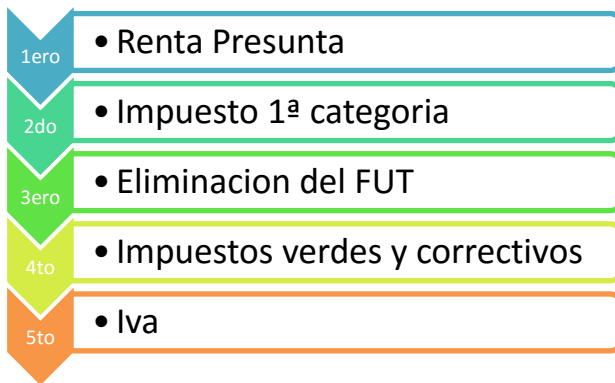 1ero • Renta Presunta
2do • Impuesto 1ª categoria
3ero • Eliminacion del FUT
4to • Impuestos verdes y correctivos
5to • Iva